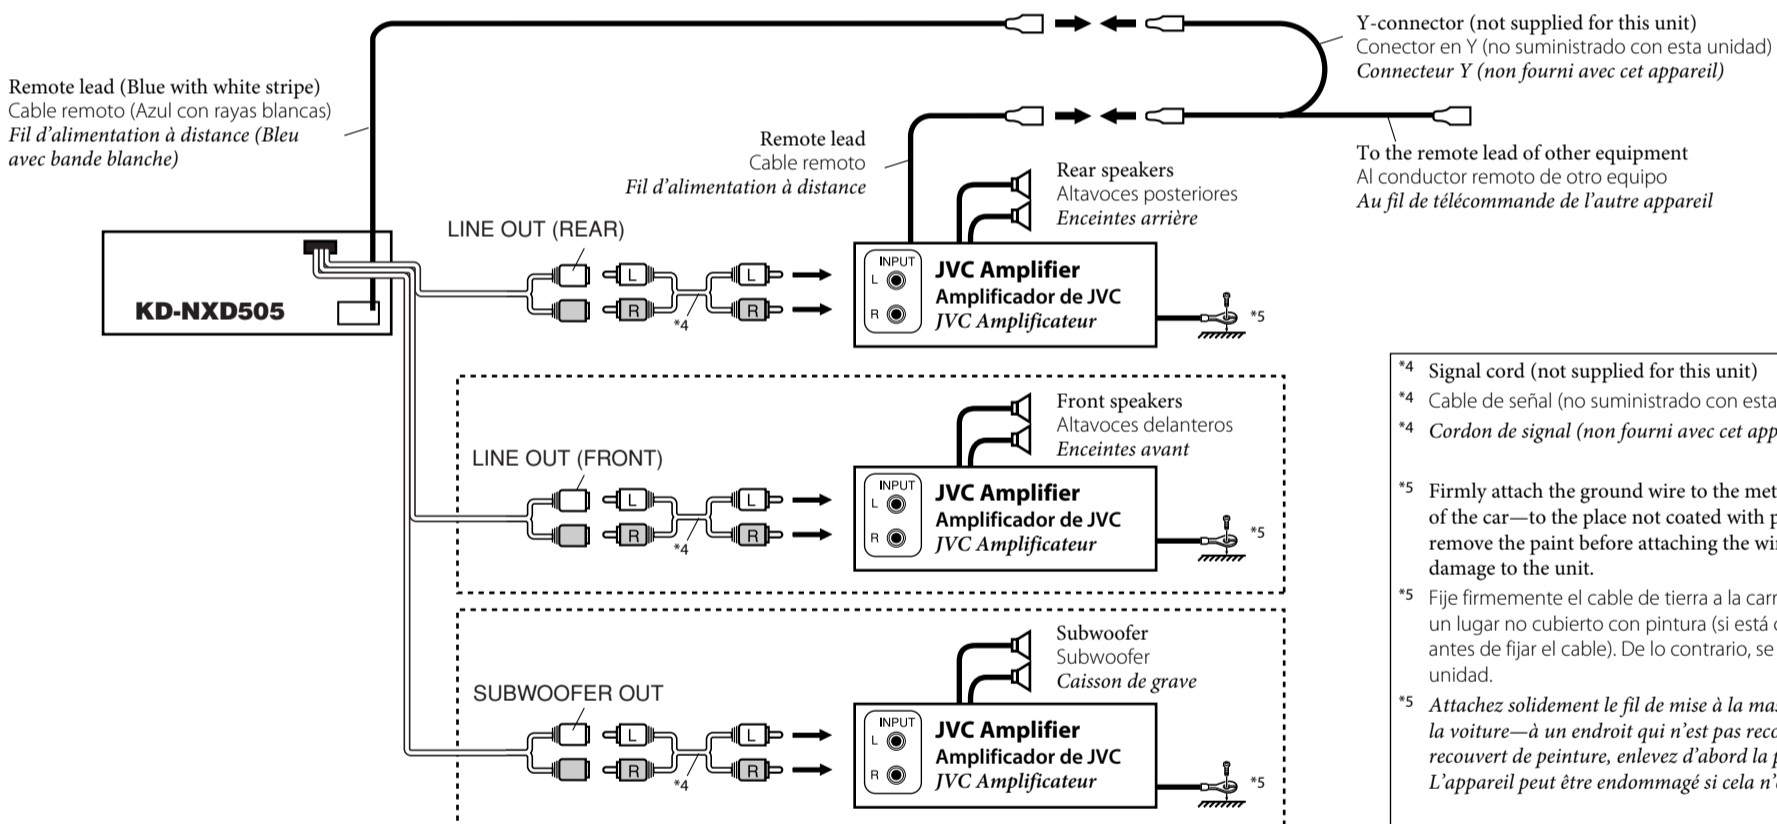 Y-connector (not supplied for this unit)
Conector en Y (no suministrado con esta unidad)
Connecteur Y (non fourni avec cet appareil)
Remote lead (Blue with white stripe)
Cable remoto (Azul con rayas blancas)
Fil d'alimentation à distance (Bleu
avec bande blanche)
Remote lead
Cable remoto
Fil d'alimentation à distance
To the remote lead of other equipment
Al conductor remoto de otro equipo
Au fil de télécommande de l'autre appareil
Rear speakers
Altavoces posteriores
Enceintes arrière
LINE OUT (REAR)
KD-NXD505
L
R
*4
L
R
INPUT
L
R
JVC Amplifier
Amplificador de JVC
JVC Amplificateur
*5
Front speakers
Altavoces delanteros
Enceintes avant
LINE OUT (FRONT)
L
R
*4
L
R
INPUT
L
R
JVC Amplifier
Amplificador de JVC
JVC Amplificateur
*5
Subwoofer
Subwoofer
Caisson de grave
SUBWOOFER OUT
L
R
*4
L
R
INPUT
L
R
JVC Amplifier
Amplificador de JVC
JVC Amplificateur
*5
*4 Signal cord (not supplied for this unit)
*4 Cable de señal (no suministrado con esta
*4 Cordon de signal (non fourni avec cet
*5 Firmly attach the ground wire to the
of the car—to the place not coated with
remove the paint before attaching the
damage to the unit.
*5 Fije firmemente el cable de tierra a la
un lugar no cubierto con pintura (si está
antes de fijar el cable). De lo contrario, se
unidad.
*5 Attachez solidement le fil de mise à la
la voiture—à un endroit qui n'est pas
recouvert de peinture, enlevez d'abord la
L'appareil peut être endommagé si cela